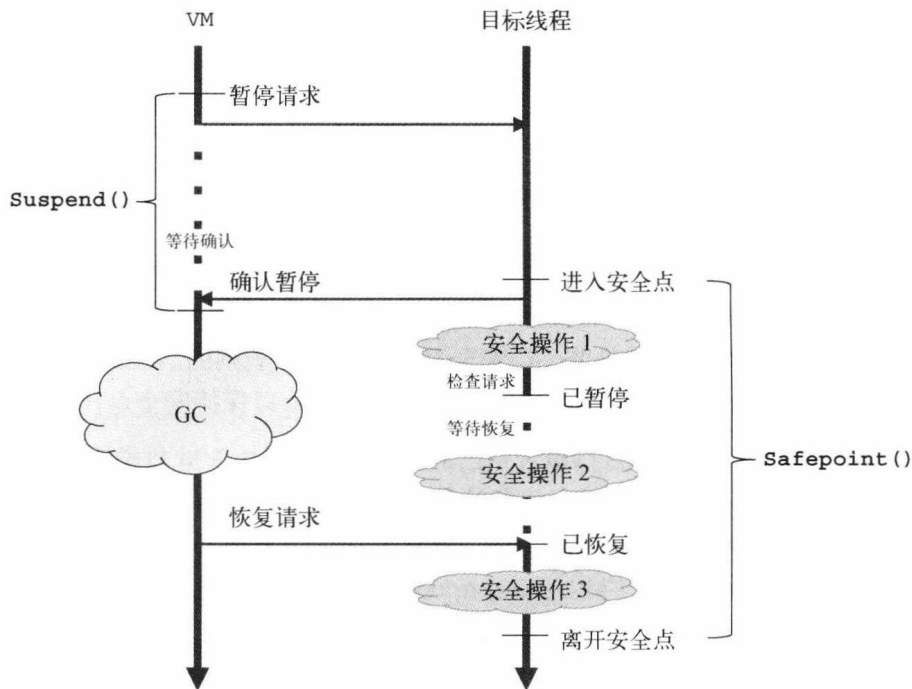 VM
目标线程
暂停请求
Suspend()
等待确认
确认暂停
进入安全点
安全操作 1
检查请求
已暂停
GC
等待恢复
安全操作 2
Safepoint()
恢复请求
已恢复
安全操作 3
离开安全点